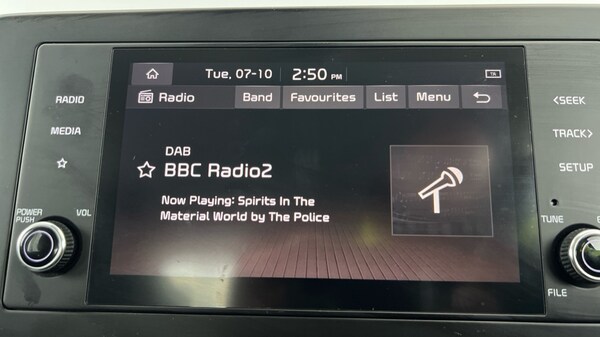 Tue, 07-10 2:50 PM TA
RADIO Radio Band Favourites List Menu <SEEK
MEDIA DAB TRACK>
BBC Radio2 SETUP
Now Playing: Spirits In The
Material World by The Police
POWER PUSH VOL TUNE
FILE